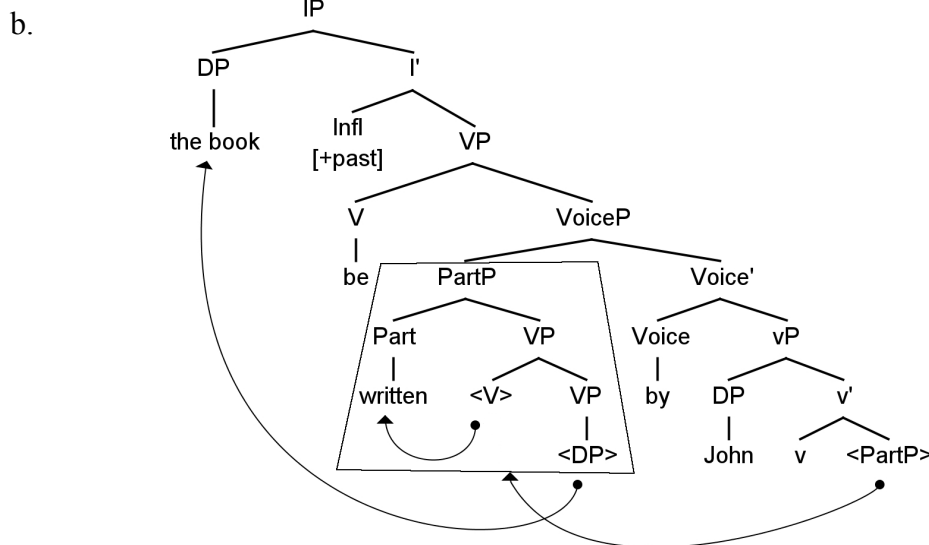 IP
b.
DP I'
the book Infl VP
[+past]
V VoiceP
be PartP Voice'
Part VP Voice vP
written <V> VP by DP v'
<DP> John v <PartP>